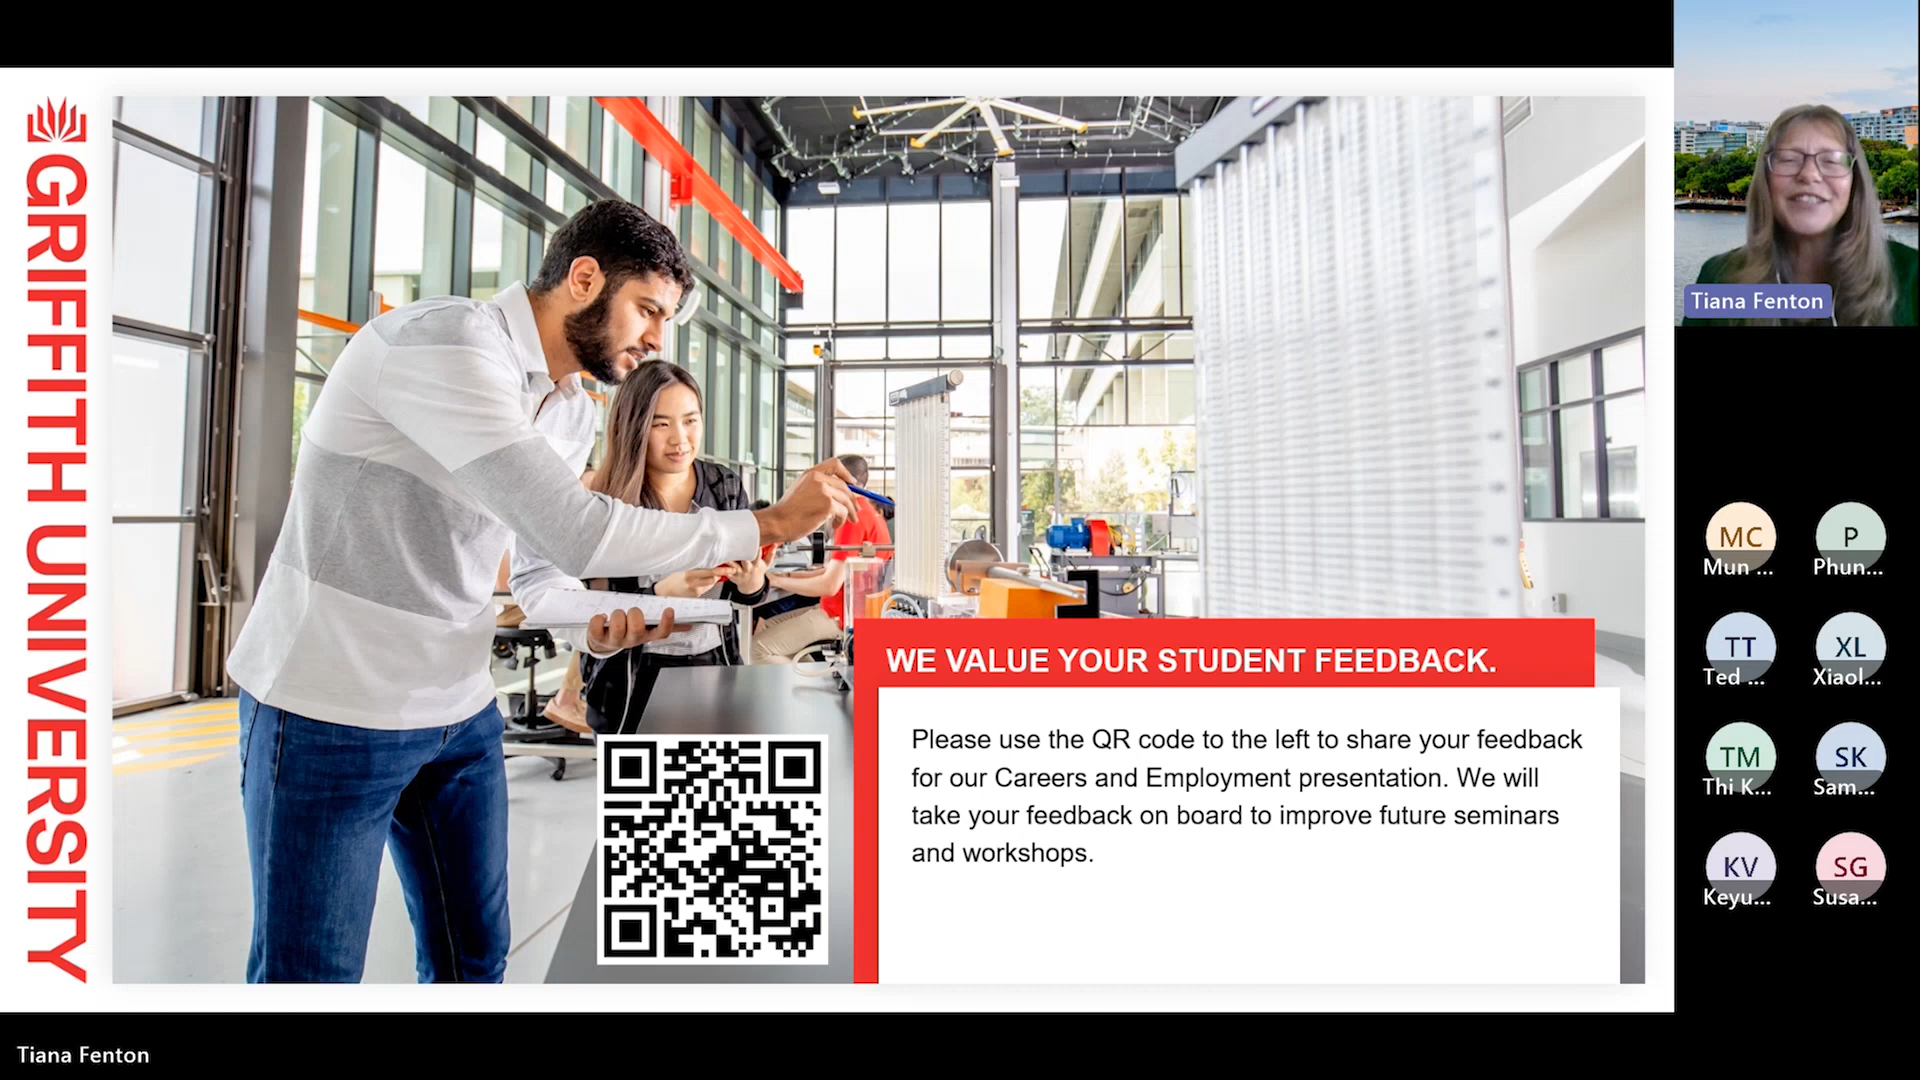 GRIFFITH UNIVERSITY
WE VALUE YOUR STUDENT FEEDBACK.
Please use the QR code to the left to share your feedback
for our Careers and Employment presentation. We will
take your feedback on board to improve future seminars
and workshops.
Tiana Fenton
MC
Mun ...
P
Phun...
TT
Ted ...
XL
Xiaol...
TM
Thi K...
SK
Sam...
KV
Keyu...
SG
Susa...
Tiana Fenton